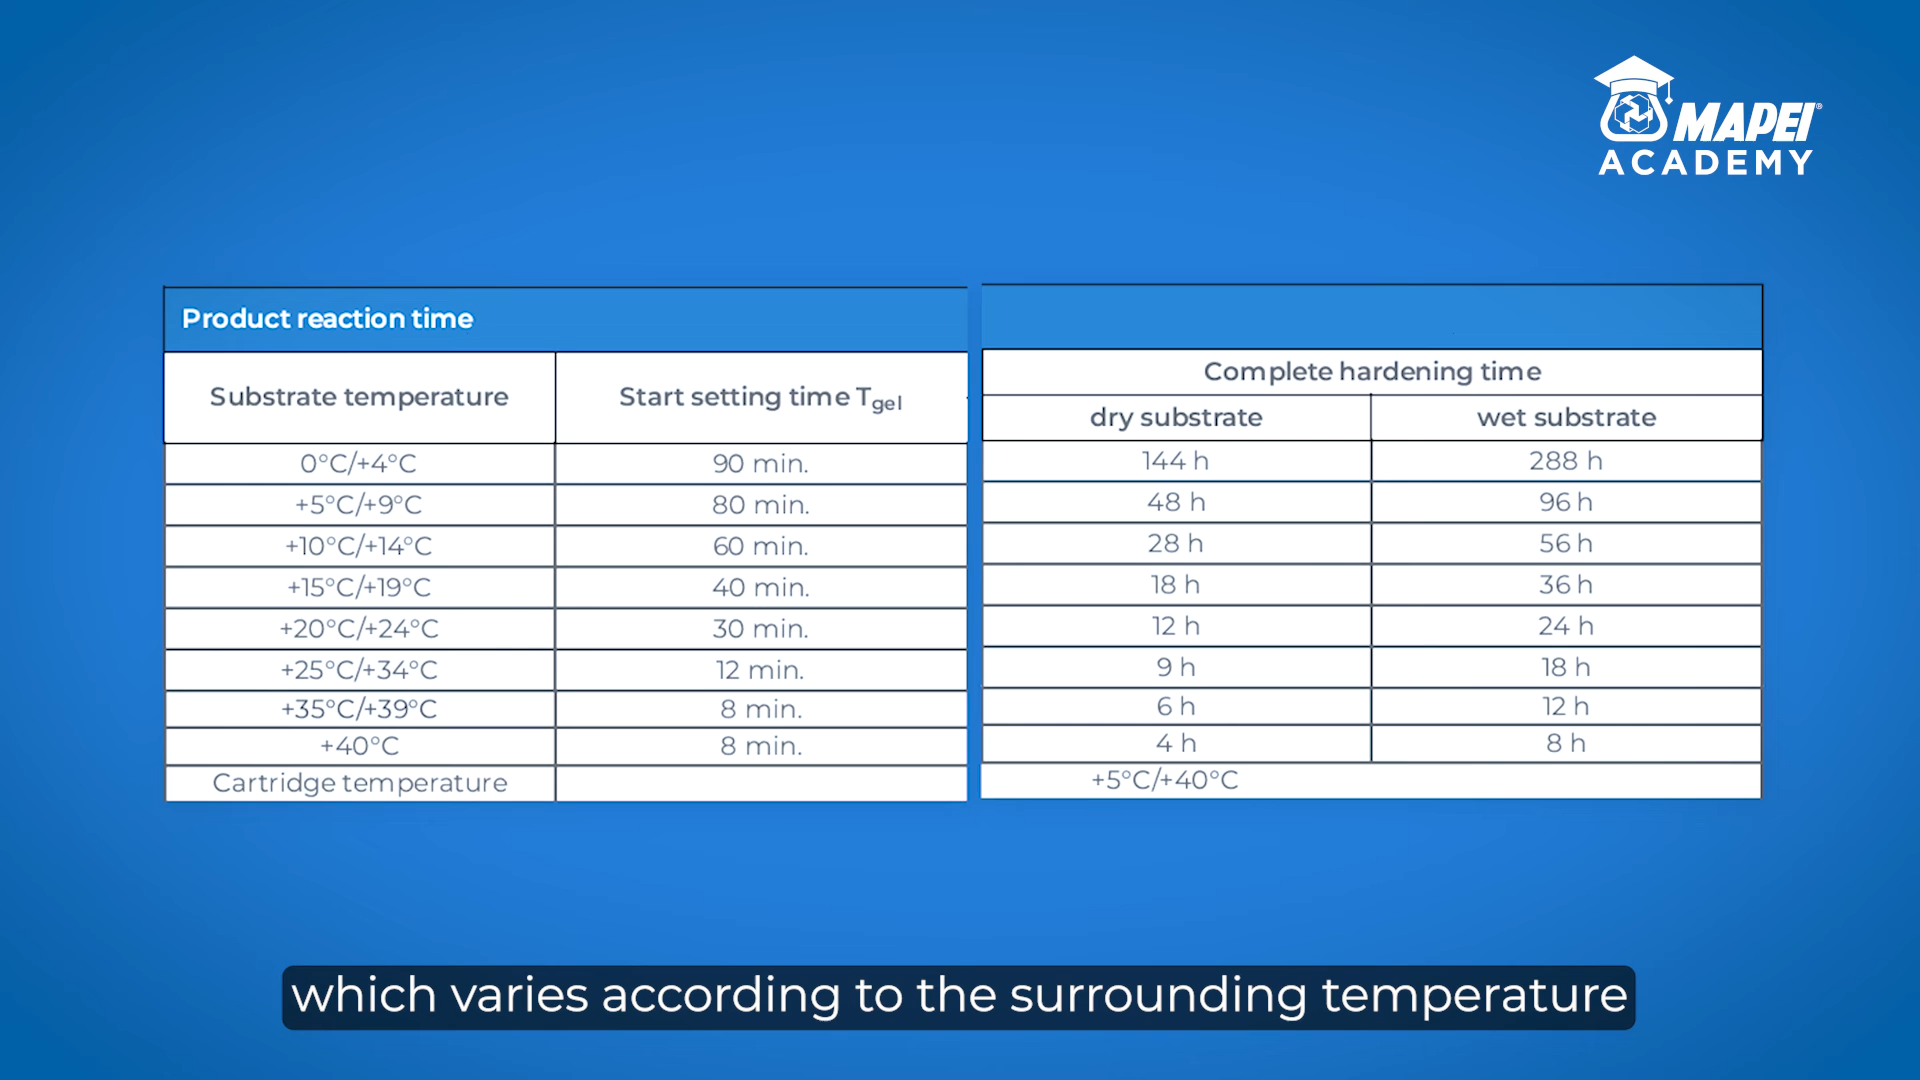 MAPEI®
ACADEMY
Product reaction time
Substrate temperature Start setting time Tgel Complete hardening time
dry substrate wet substrate
0°C/+4°C 90 min. 144 h 288 h
+5°C/+9°C 80 min. 48 h 96 h
+10°C/+14°C 60 min. 28 h 56 h
+15°C/+19°C 40 min. 18 h 36 h
+20°C/+24°C 30 min. 12 h 24 h
+25°C/+34°C 12 min. 9 h 18 h
+35°C/+39°C 8 min. 6 h 12 h
+40°C 8 min. 4 h 8 h
Cartridge temperature +5°C/+40°C
which varies according to the surrounding temperature